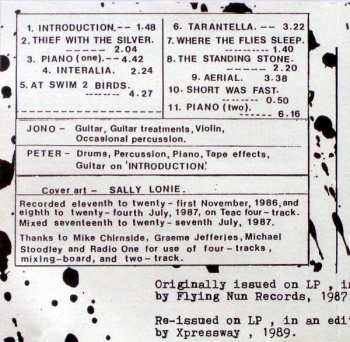 1. INTRODUCTION.-- 1.48
2. THIEF WITH THE SILVER.
------- 2.04
3. PIANO (one).-- 4.42
4. INTERALIA. 2.24
5. AT SWIM 2 BIRDS.
------- 4.27
6. TARANTELLA. -- 3.22
7. WHERE THE FLIES SLEEP.
--------- 1.40
8. THE STANDING STONE.
------- 2.20
9. AERIAL. 3.38
10. SHORT WAS FAST.
------ 0.50
11. PIANO (two).
------- 6.16
JONO - Guitar, Guitar treatments, Violin,
Occasional percussion.
PETER - Drums, Percussion, Piano, Tape effects,
Guitar on 'INTRODUCTION'.
Cover art - SALLY LONIE.
Recorded eleventh to twenty-first November, 1986, and
eighth to twenty-fourth July, 1987, on Teac four-track.
Mixed seventeenth to twenty-seventh July, 1987.
Thanks to Mike Chirnside, Graeme Jefferies, Michael
Stoodley and Radio One for use of four-tracks,
mixing-board, and two-track.
Originally issued on LP , in
by Flying Nun Records, 1987
Re-issued on LP , in an edi
by Xpressway , 1989.